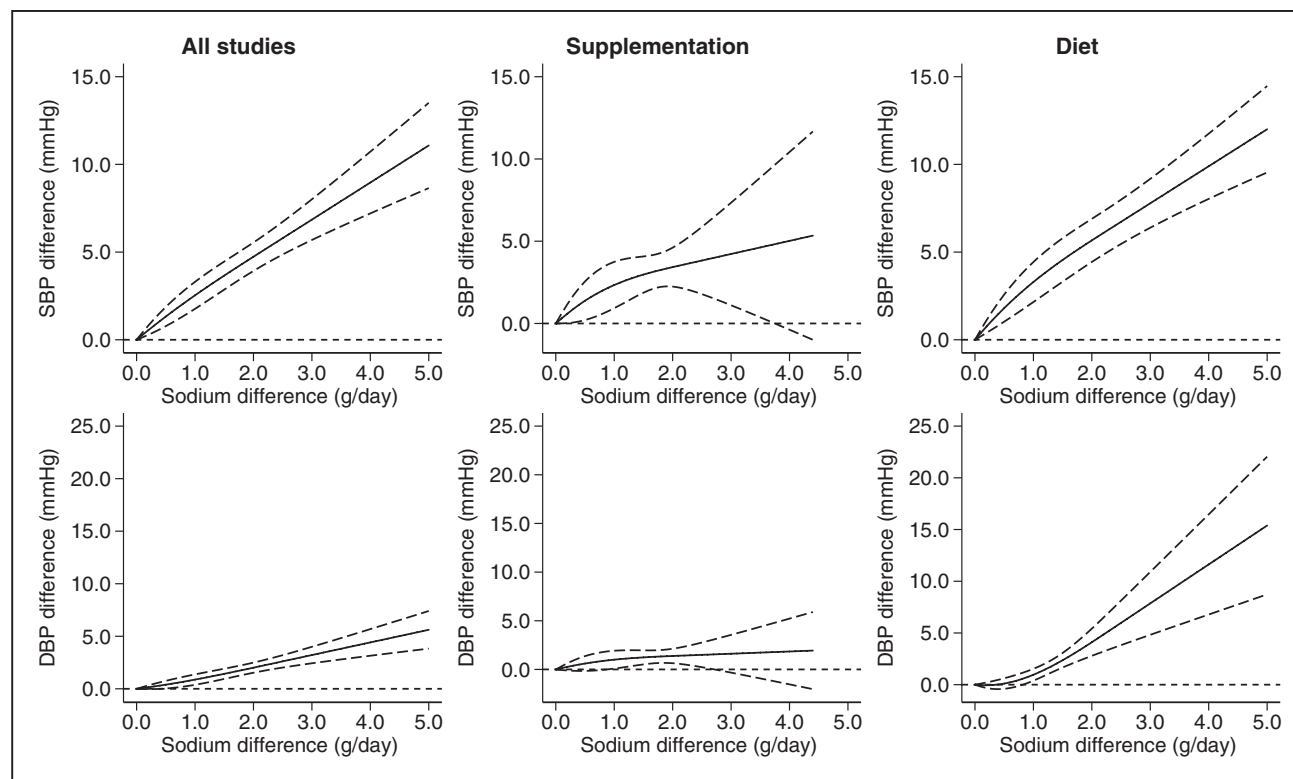 All studies
Supplementation
Diet
SBP difference (mmHg)
15.0
10.0
5.0
0.0
0.0 1.0 2.0 3.0 4.0 5.0
Sodium difference (g/day)
SBP difference (mmHg)
15.0
10.0
5.0
0.0
0.0 1.0 2.0 3.0 4.0 5.0
Sodium difference (g/day)
SBP difference (mmHg)
15.0
10.0
5.0
0.0
0.0 1.0 2.0 3.0 4.0 5.0
Sodium difference (g/day)
DBP difference (mmHg)
25.0
20.0
15.0
10.0
5.0
0.0
0.0 1.0 2.0 3.0 4.0 5.0
Sodium difference (g/day)
DBP difference (mmHg)
25.0
20.0
15.0
10.0
5.0
0.0
0.0 1.0 2.0 3.0 4.0 5.0
Sodium difference (g/day)
DBP difference (mmHg)
25.0
20.0
15.0
10.0
5.0
0.0
0.0 1.0 2.0 3.0 4.0 5.0
Sodium difference (g/day)